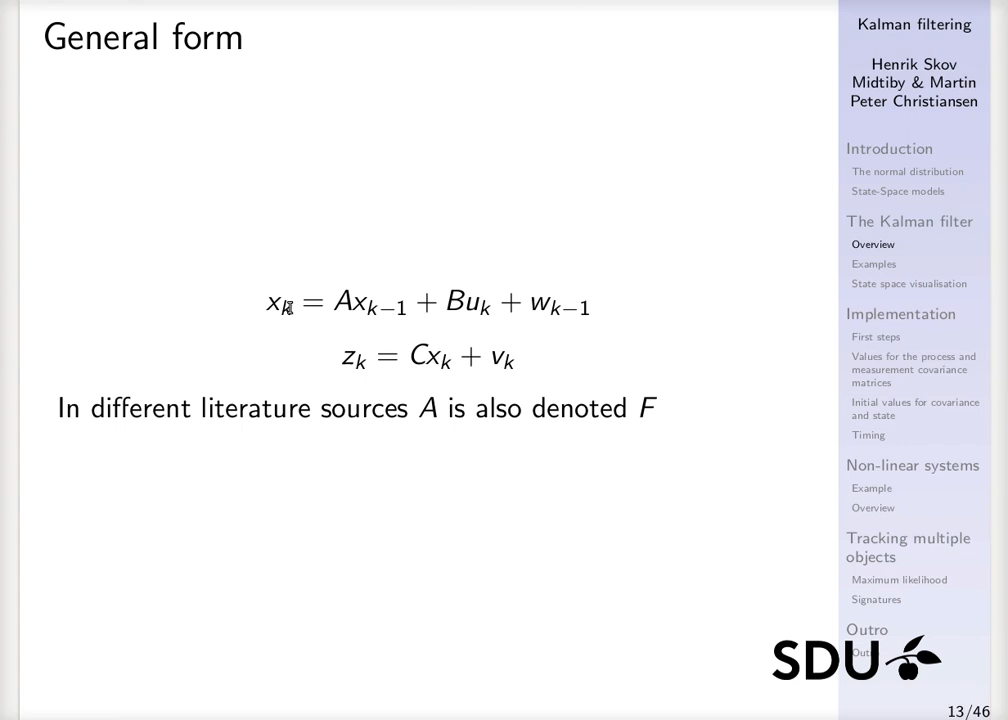 General form
x_k = Ax_{k−1} + Bu_k + w_{k−1}
z_k = Cx_k + v_k
In different literature sources A is also denoted F
Kalman filtering
Henrik Skov
Midtiby & Martin
Peter Christiansen
Introduction
The normal distribution
State-Space models
The Kalman filter
Overview
Examples
State space visualisation
Implementation
First steps
Values for the process and
measurement covariance
matrices
Initial values for covariance
and state
Timing
Non-linear systems
Example
Overview
Tracking multiple
objects
Maximum likelihood
Signatures
Outro
SDU
13/46